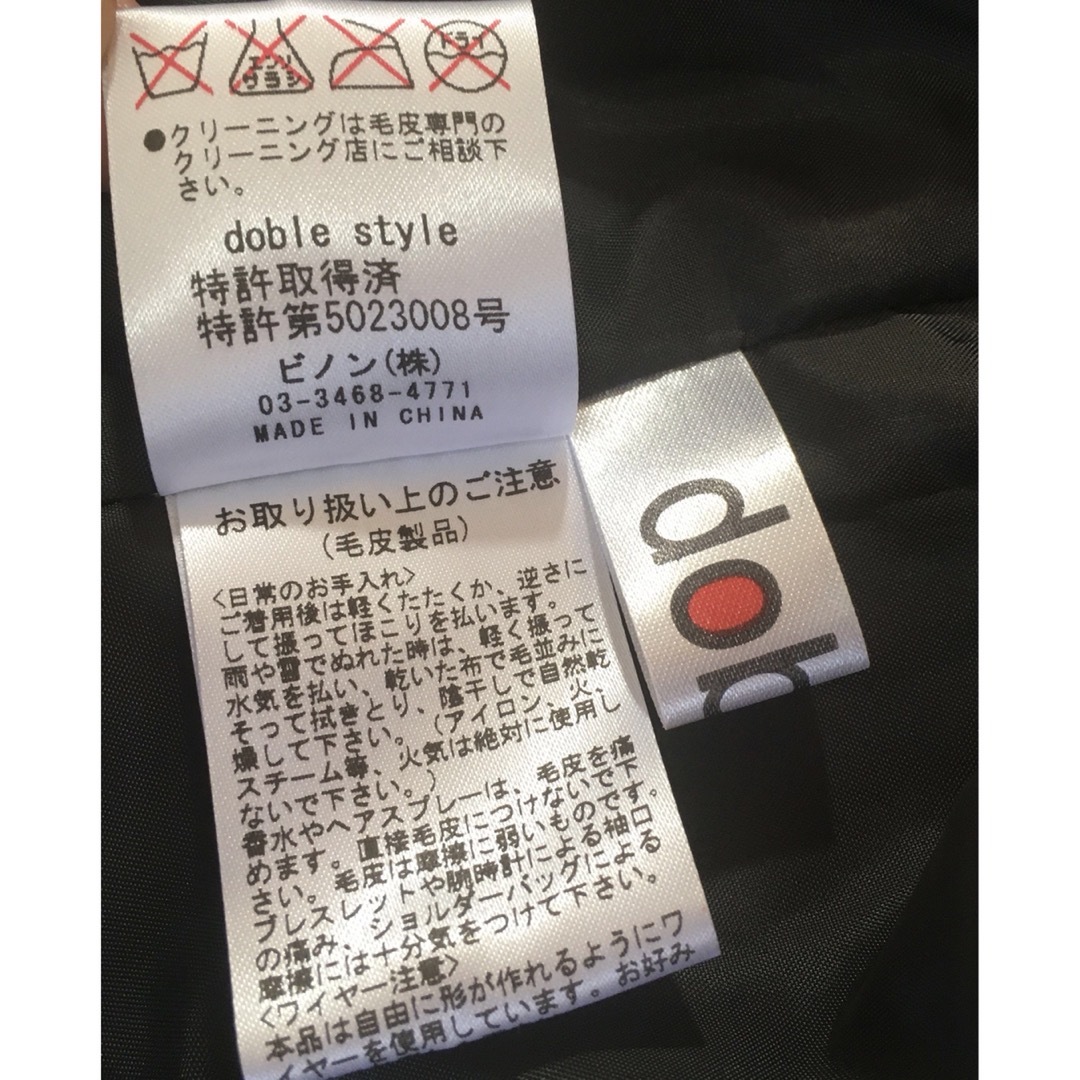 エンソ
サラシ
ドライ
●クリーニングは毛皮専門の
クリーニング店にご相談下
さい。
doble style
特許取得済
特許第5023008号
ビノン(株)
03-3468-4771
MADE IN CHINA
お取り扱い上のご注意
(毛皮製品)
<日常のお手入れ>
ご着用後は軽くたたくか、逆さに
して振ってほこりを払います。
雨や雪でぬれた時は、軽く振って
水気を払い、乾いた布で毛並みに
そって拭きとり、陰干しで自然乾
燥して下さい。(アイロン、火、
スチーム等、火気は絶対に使用し
ないで下さい。)
香水やヘアスプレーは、毛皮を痛
めます。直接毛皮につけないで下
さい。毛皮は摩擦に弱いものです。
ブレスレットや腕時計による袖口
の痛み、ショルダーバッグによる
摩擦には十分気をつけて下さい。
<ワイヤー注意>
本品は自由に形が作れるようにワ
イヤーを使用しています。お好み
dob